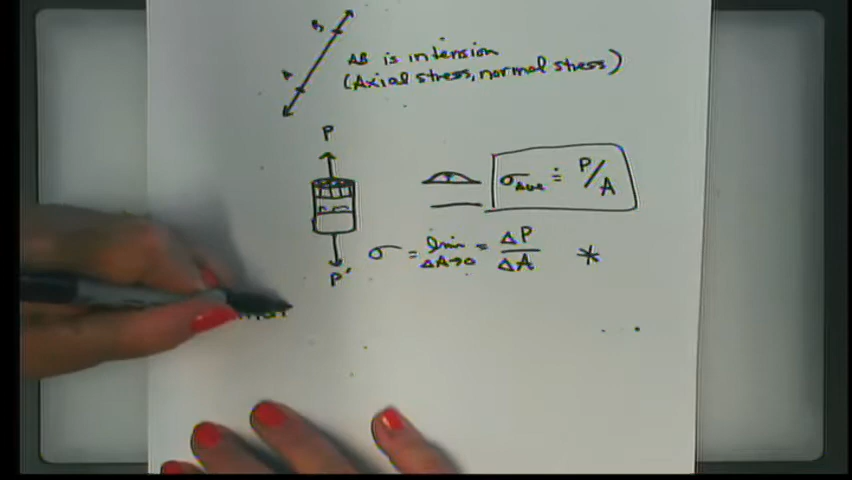 B
A
AB is in tension
(Axial stress, normal stress)
P
σAve ≐ P/A
σ = lim = ΔP/ΔA *
ΔA→0
P'